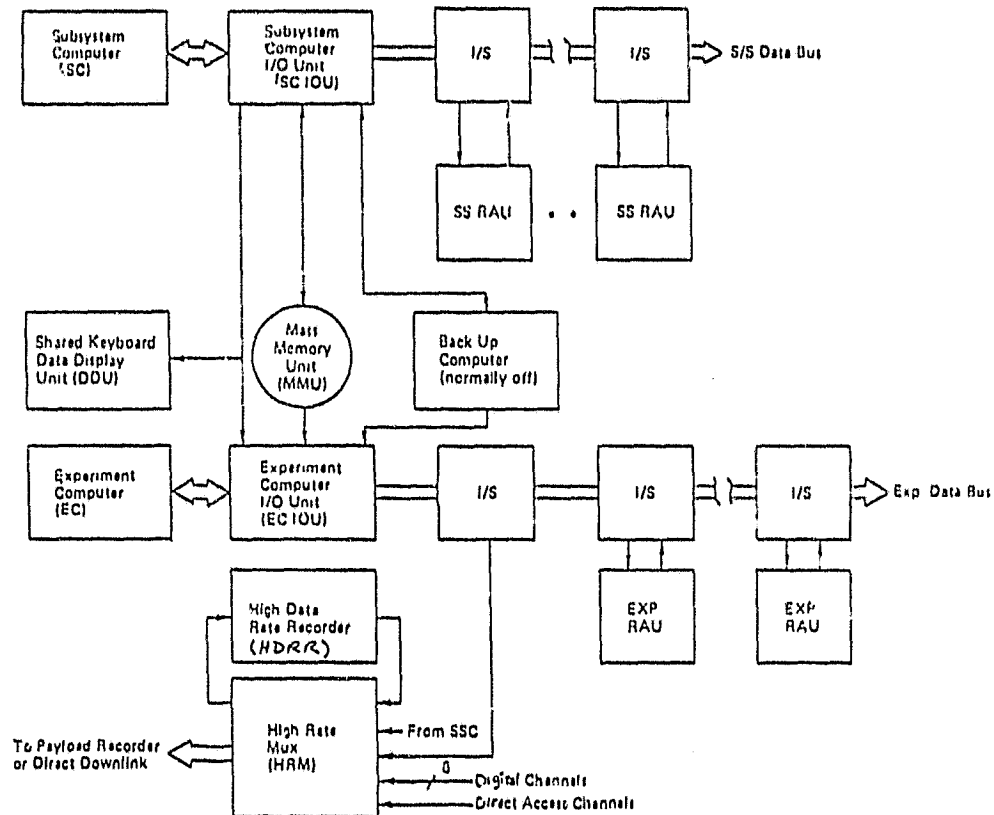 Subsystem
Computer
(SC)
Subsystem
Computer
I/O Unit
(SC IOU)
I/S
I/S
S/S Data Bus
SS RAU
SS RAU
Shared Keyboard
Data Display
Unit (DDU)
Mass
Memory
Unit
(MMU)
Back Up
Computer
(normally off)
Experiment
Computer
(EC)
Experiment
Computer
I/O Unit
(EC IOU)
I/S
I/S
I/S
Exp Data Bus
EXP
RAU
EXP
RAU
High Data
Rate Recorder
(HDRR)
High Rate
Mux
(HRM)
From SSC
To Payload Recorder
or Direct Downlink
Digital Channels
Direct Access Channels